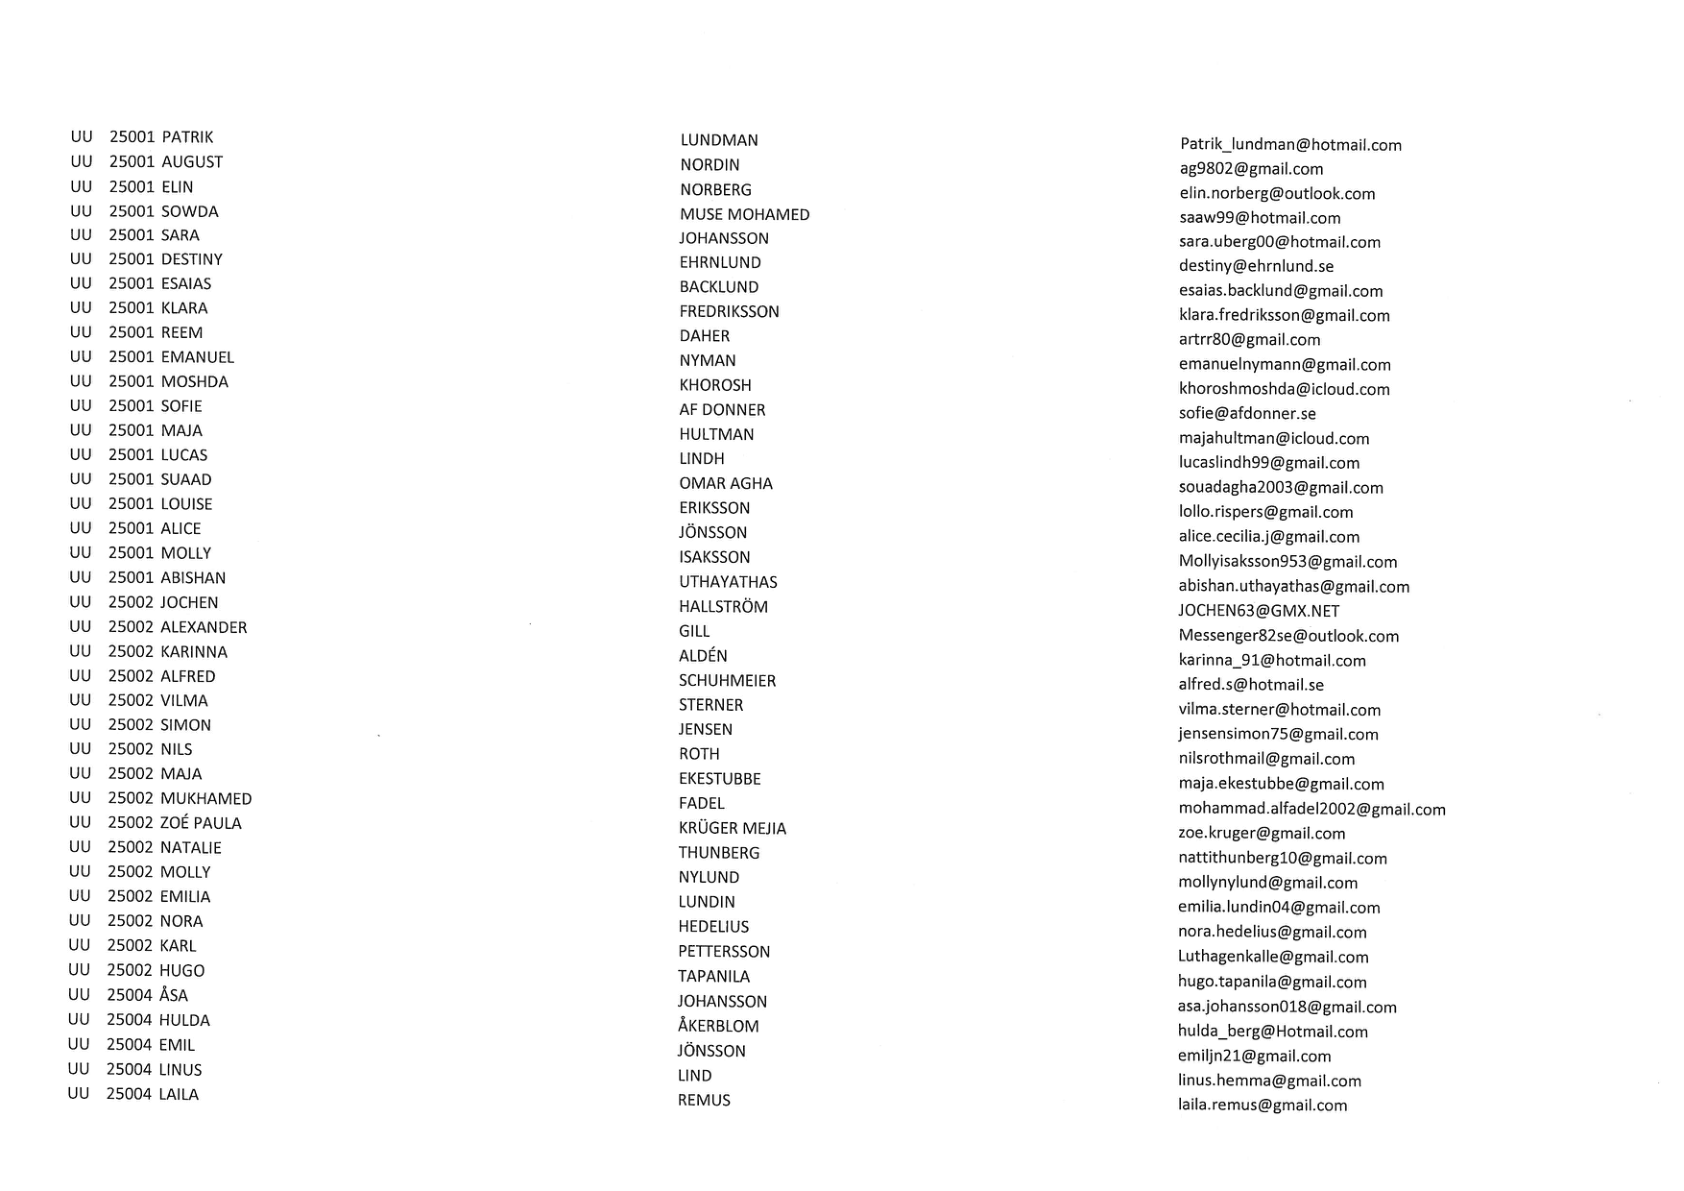 UU 25001 PATRIK LUNDMAN Patrik_lundman@hotmail.com
UU 25001 AUGUST NORDIN ag9802@gmail.com
UU 25001 ELIN NORBERG elin.norberg@outlook.com
UU 25001 SOWDA MUSE MOHAMED saaw99@hotmail.com
UU 25001 SARA JOHANSSON sara.uberg00@hotmail.com
UU 25001 DESTINY EHRNLUND destiny@ehrnlund.se
UU 25001 ESAIAS BACKLUND esaias.backlund@gmail.com
UU 25001 KLARA FREDRIKSSON klara.fredriksson@gmail.com
UU 25001 REEM DAHER artrr80@gmail.com
UU 25001 EMANUEL NYMAN emanuelnymann@gmail.com
UU 25001 MOSHDA KHOROSH khoroshmoshda@icloud.com
UU 25001 SOFIE AF DONNER sofie@afdonner.se
UU 25001 MAJA HULTMAN majahultman@icloud.com
UU 25001 LUCAS LINDH lucaslindh99@gmail.com
UU 25001 SUAAD OMAR AGHA souadagha2003@gmail.com
UU 25001 LOUISE ERIKSSON lollo.rispers@gmail.com
UU 25001 ALICE JÖNSSON alice.cecilia.j@gmail.com
UU 25001 MOLLY ISAKSSON Mollyisaksson953@gmail.com
UU 25001 ABISHAN UTHAYATHAS abishan.uthayathas@gmail.com
UU 25002 JOCHEN HALLSTRÖM JOCHEN63@GMX.NET
UU 25002 ALEXANDER GILL Messenger82se@outlook.com
UU 25002 KARINNA ALDÉN karinna_91@hotmail.com
UU 25002 ALFRED SCHUHMEIER alfred.s@hotmail.se
UU 25002 VILMA STERNER vilma.sterner@hotmail.com
UU 25002 SIMON JENSEN jensensimon75@gmail.com
UU 25002 NILS ROTH nilsrothmail@gmail.com
UU 25002 MAJA EKESTUBBE maja.ekestubbe@gmail.com
UU 25002 MUKHAMED FADEL mohammad.alfadel2002@gmail.com
UU 25002 ZOÉ PAULA KRÜGER MEJIA zoe.kruger@gmail.com
UU 25002 NATALIE THUNBERG nattithunberg10@gmail.com
UU 25002 MOLLY NYLUND mollynylund@gmail.com
UU 25002 EMILIA LUNDIN emilia.lundin04@gmail.com
UU 25002 NORA HEDELIUS nora.hedelius@gmail.com
UU 25002 KARL PETTERSSON Luthagenkalle@gmail.com
UU 25002 HUGO TAPANILA hugo.tapanila@gmail.com
UU 25004 ÅSA JOHANSSON asa.johansson018@gmail.com
UU 25004 HULDA ÅKERBLOM hulda_berg@Hotmail.com
UU 25004 EMIL JÖNSSON emiljn21@gmail.com
UU 25004 LINUS LIND linus.hemma@gmail.com
UU 25004 LAILA REMUS laila.remus@gmail.com